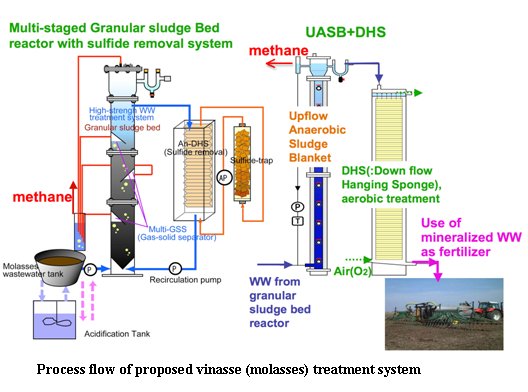 Multi-staged Granular sludge Bed
reactor with sulfide removal system
High-strengh WW
treatment system
Granular sludge bed
An-DHS
(Sulfide removal)
Sulfide-trap
AP
methane
Multi-GSS
(Gas-solid separator)
Molasses
wastewater tank
P
P
Recirculation pump
Acidification Tank
UASB+DHS
methane
Upflow
Anaerobic
Sludge
Blanket
DHS(:Down flow
Hanging Sponge),
aerobic treatment
P
T
Use of
mineralized WW
as fertilizer
Air(O₂)
WW from
granular
sludge bed
reactor
Process flow of proposed vinasse (molasses) treatment system